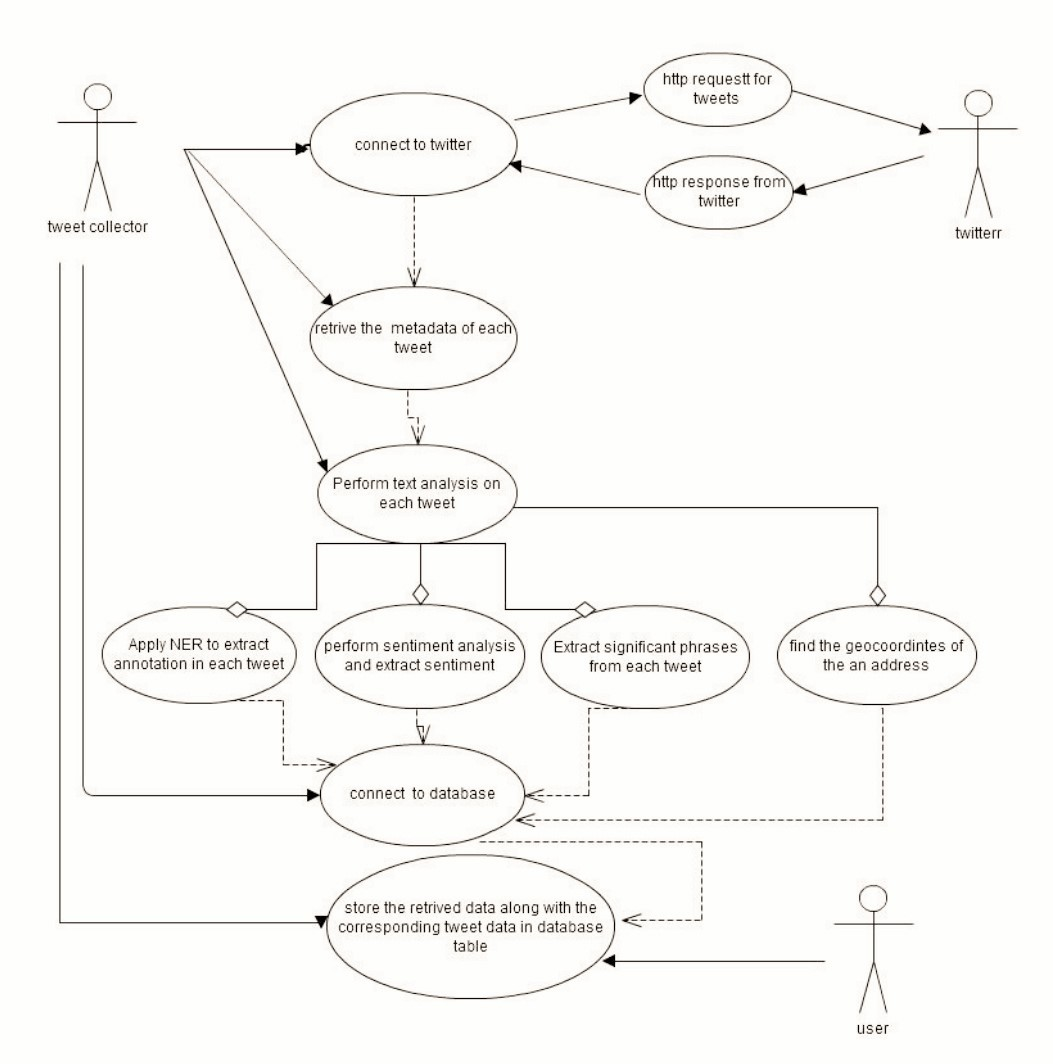 http requestt for
tweets
connect to twitter
http response from
twitter
tweet collector
twitterr
retrive the metadata of each
tweet
Perform text analysis on
each tweet
Apply NER to extract
annotation in each tweet
perform sentiment analysis
and extract sentiment
Extract significant phrases
from each tweet
find the geocoordintes of
the an address
connect to database
store the retrived data along with the
corresponding tweet data in database
table
user